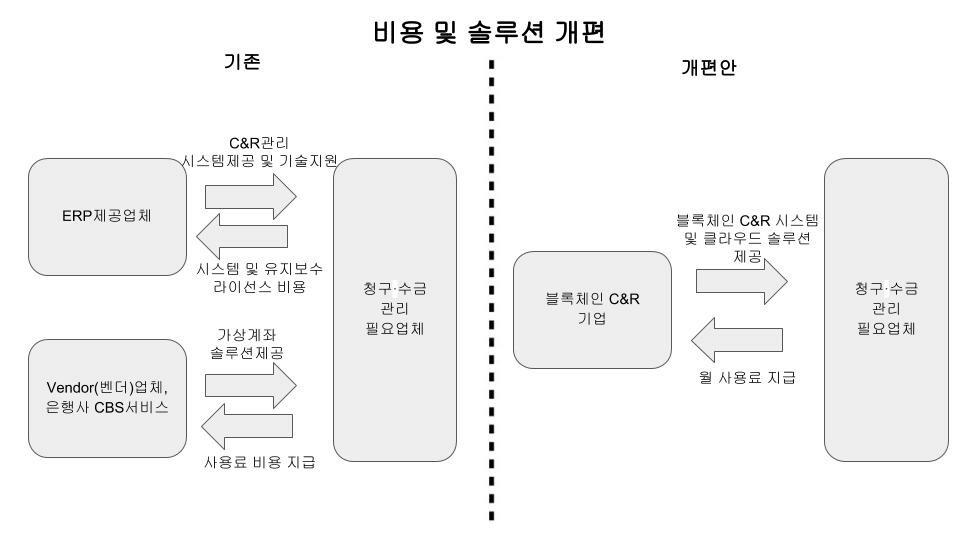 비용 및 솔루션 개편
기존
C&R관리
시스템제공 및 기술지원
ERP제공업체
시스템 및 유지보수
라이선스 비용
청구·수금
관리
필요업체
가상계좌
솔루션제공
Vendor(벤더)업체,
은행사 CBS서비스
사용료 비용 지급
개편안
블록체인 C&R 시스템
및 클라우드 솔루션
제공
블록체인 C&R
기업
월 사용료 지급
청구·수금
관리
필요업체